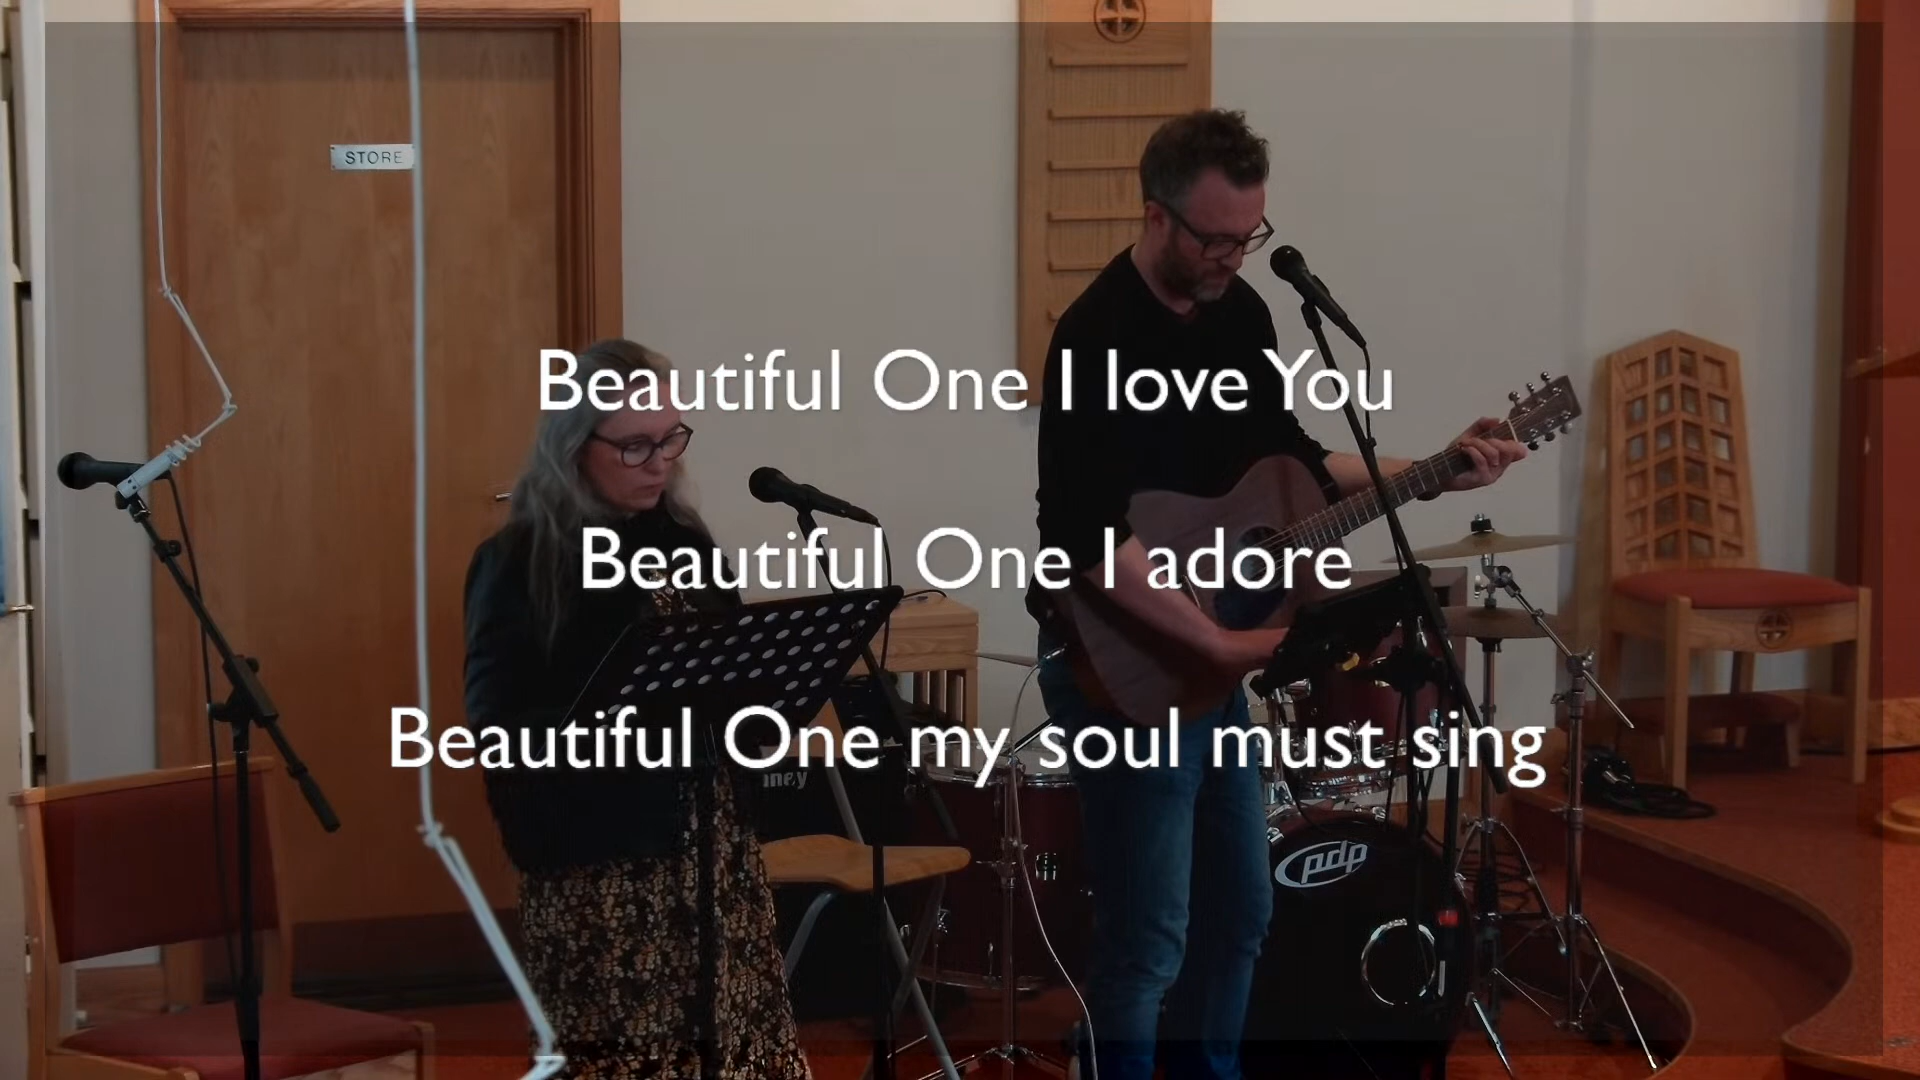 STORE
Beautiful One I love You
Beautiful One I adore
Beautiful One my soul must sing
pdp